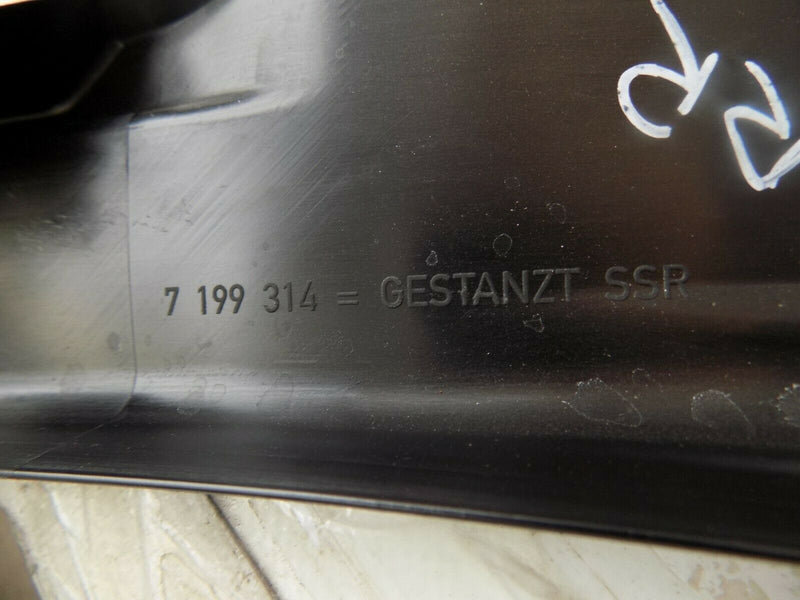 R R
7 199 314 = GESTANZT SSR